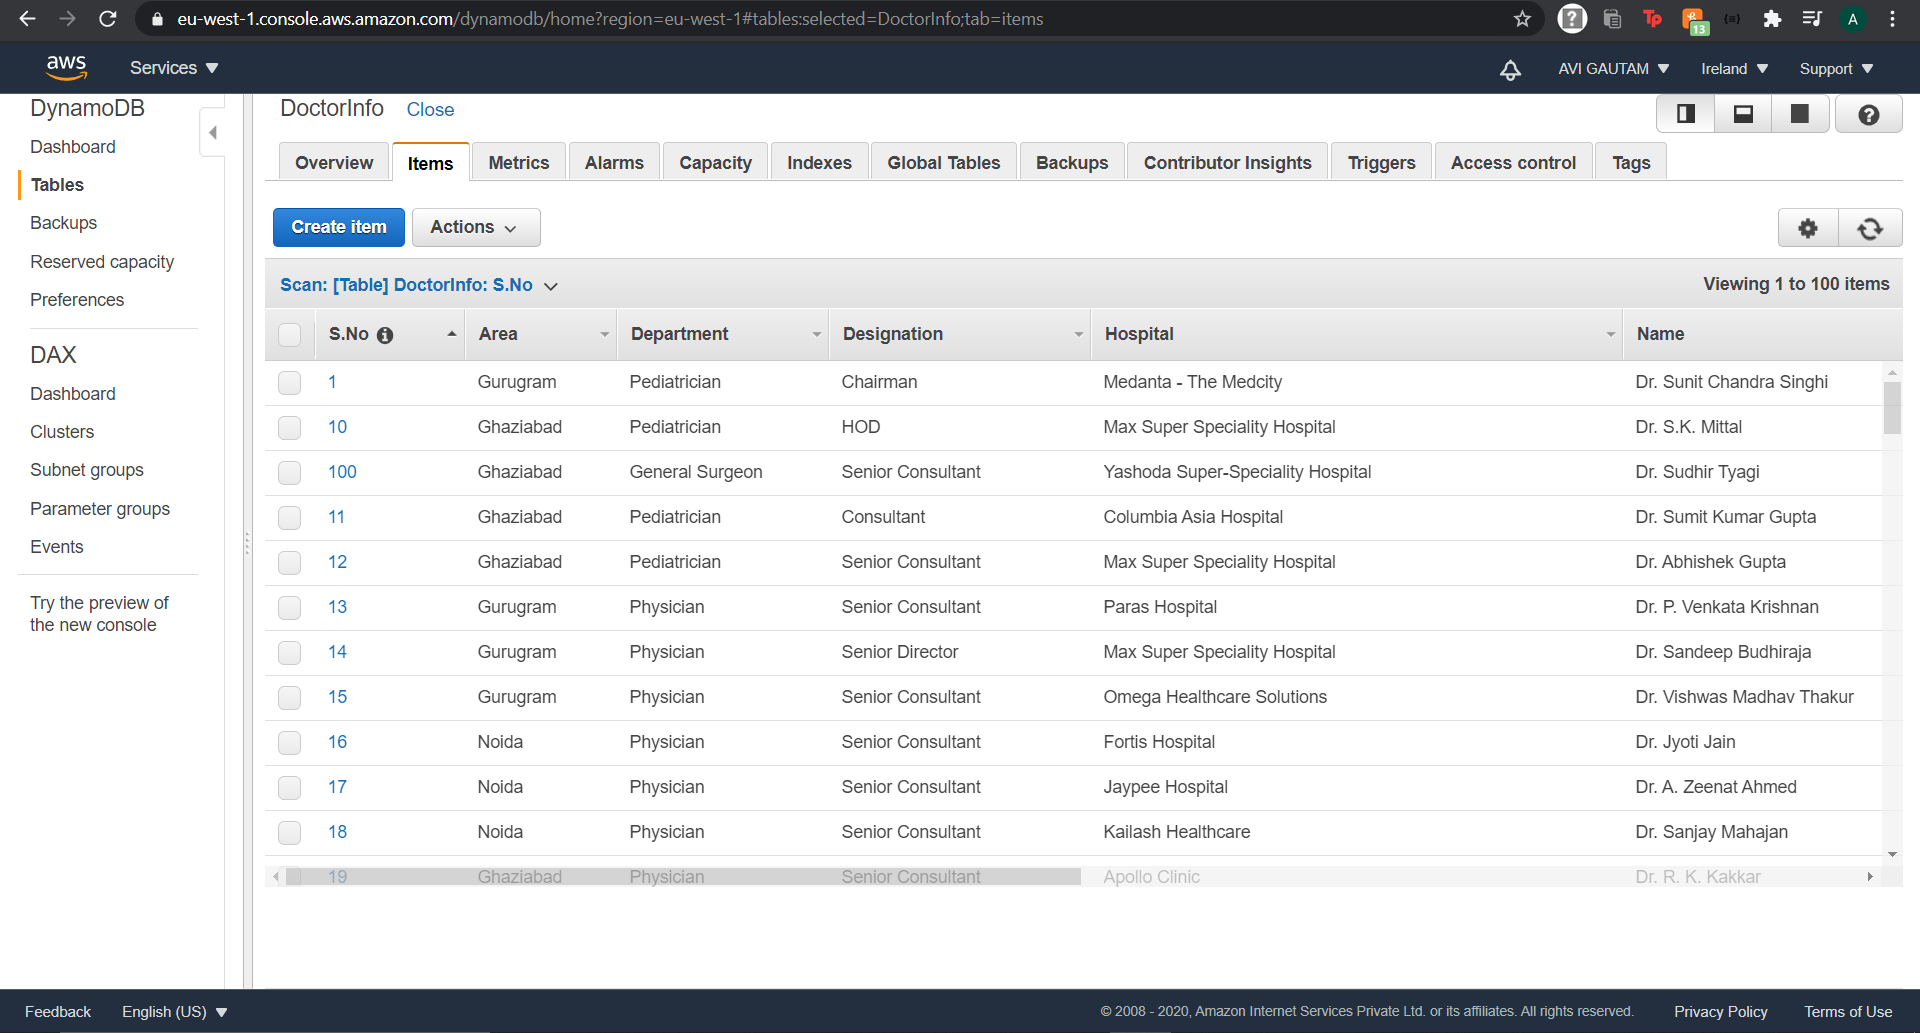 eu-west-1.console.aws.amazon.com/dynamodb/home?region=eu-west-1#tables:selected=DoctorInfo;tab=items
Tp
13
A
aws
Services
AVI GAUTAM
Ireland
Support
DynamoDB
Dashboard
Tables
Backups
Reserved capacity
Preferences
DAX
Dashboard
Clusters
Subnet groups
Parameter groups
Events
Try the preview of
the new console
DoctorInfo Close
Overview Items Metrics Alarms Capacity Indexes Global Tables Backups Contributor Insights Triggers Access control Tags
Create item Actions
Scan: [Table] DoctorInfo: S.No Viewing 1 to 100 items
S.No Area Department Designation Hospital Name
1 Gurugram Pediatrician Chairman Medanta - The Medcity Dr. Sunit Chandra Singhi
10 Ghaziabad Pediatrician HOD Max Super Speciality Hospital Dr. S.K. Mittal
100 Ghaziabad General Surgeon Senior Consultant Yashoda Super-Speciality Hospital Dr. Sudhir Tyagi
11 Ghaziabad Pediatrician Consultant Columbia Asia Hospital Dr. Sumit Kumar Gupta
12 Ghaziabad Pediatrician Senior Consultant Max Super Speciality Hospital Dr. Abhishek Gupta
13 Gurugram Physician Senior Consultant Paras Hospital Dr. P. Venkata Krishnan
14 Gurugram Physician Senior Director Max Super Speciality Hospital Dr. Sandeep Budhiraja
15 Gurugram Physician Senior Consultant Omega Healthcare Solutions Dr. Vishwas Madhav Thakur
16 Noida Physician Senior Consultant Fortis Hospital Dr. Jyoti Jain
17 Noida Physician Senior Consultant Jaypee Hospital Dr. A. Zeenat Ahmed
18 Noida Physician Senior Consultant Kailash Healthcare Dr. Sanjay Mahajan
19 Ghaziabad Physician Senior Consultant Apollo Clinic Dr. R. K. Kakkar
Feedback English (US) © 2008 - 2020, Amazon Internet Services Private Ltd. or its affiliates. All rights reserved. Privacy Policy Terms of Use